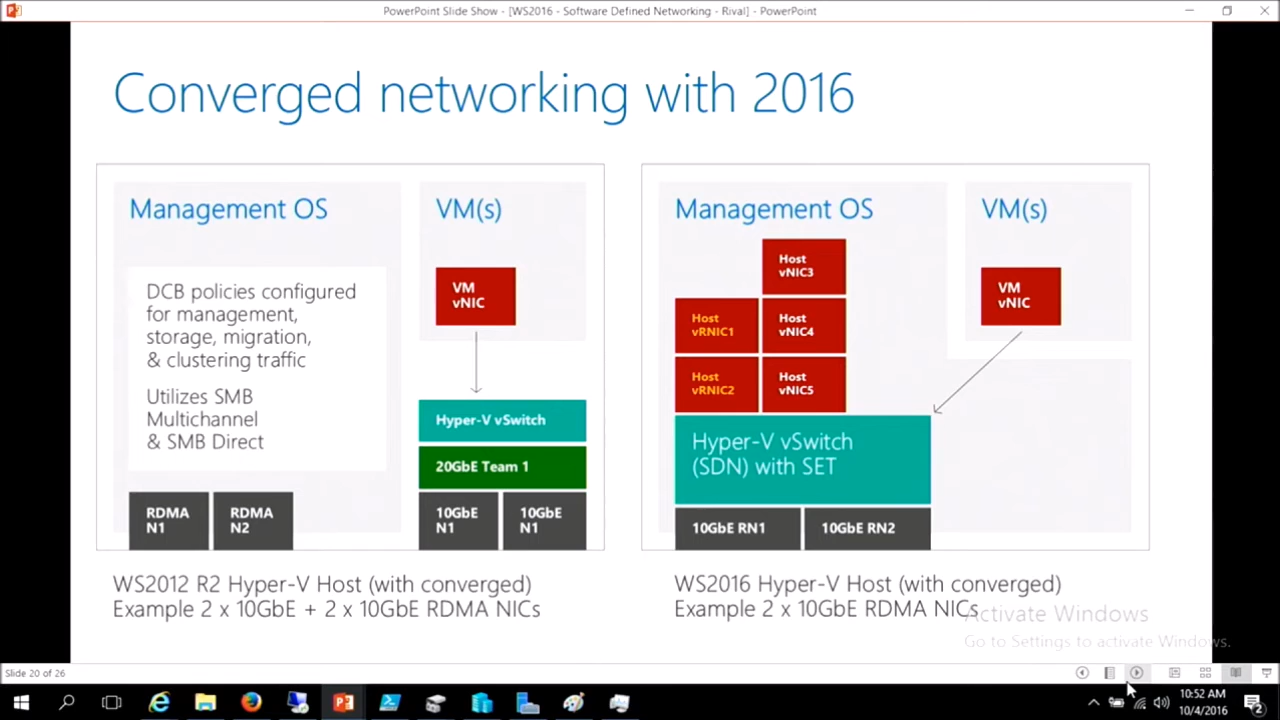 PowerPoint Slide Show - [WS2016 - Software Defined Networking - Rival] - PowerPoint
Converged networking with 2016
Management OS
DCB policies configured
for management,
storage, migration,
& clustering traffic
Utilizes SMB
Multichannel
& SMB Direct
RDMA
N1
RDMA
N2
VM(s)
VM
vNIC
Hyper-V vSwitch
20GbE Team 1
10GbE
N1
10GbE
N1
WS2012 R2 Hyper-V Host (with converged)
Example 2 x 10GbE + 2 x 10GbE RDMA NICs
Management OS
Host
vNIC3
Host
vRNIC1
Host
vNIC4
Host
vRNIC2
Host
vNIC5
Hyper-V vSwitch
(SDN) with SET
10GbE RN1
10GbE RN2
VM(s)
VM
vNIC
WS2016 Hyper-V Host (with converged)
Example 2 x 10GbE RDMA NICs
Activate Windows
Go to Settings to activate Windows.
Slide 20 of 26
10:52 AM
10/4/2016
2